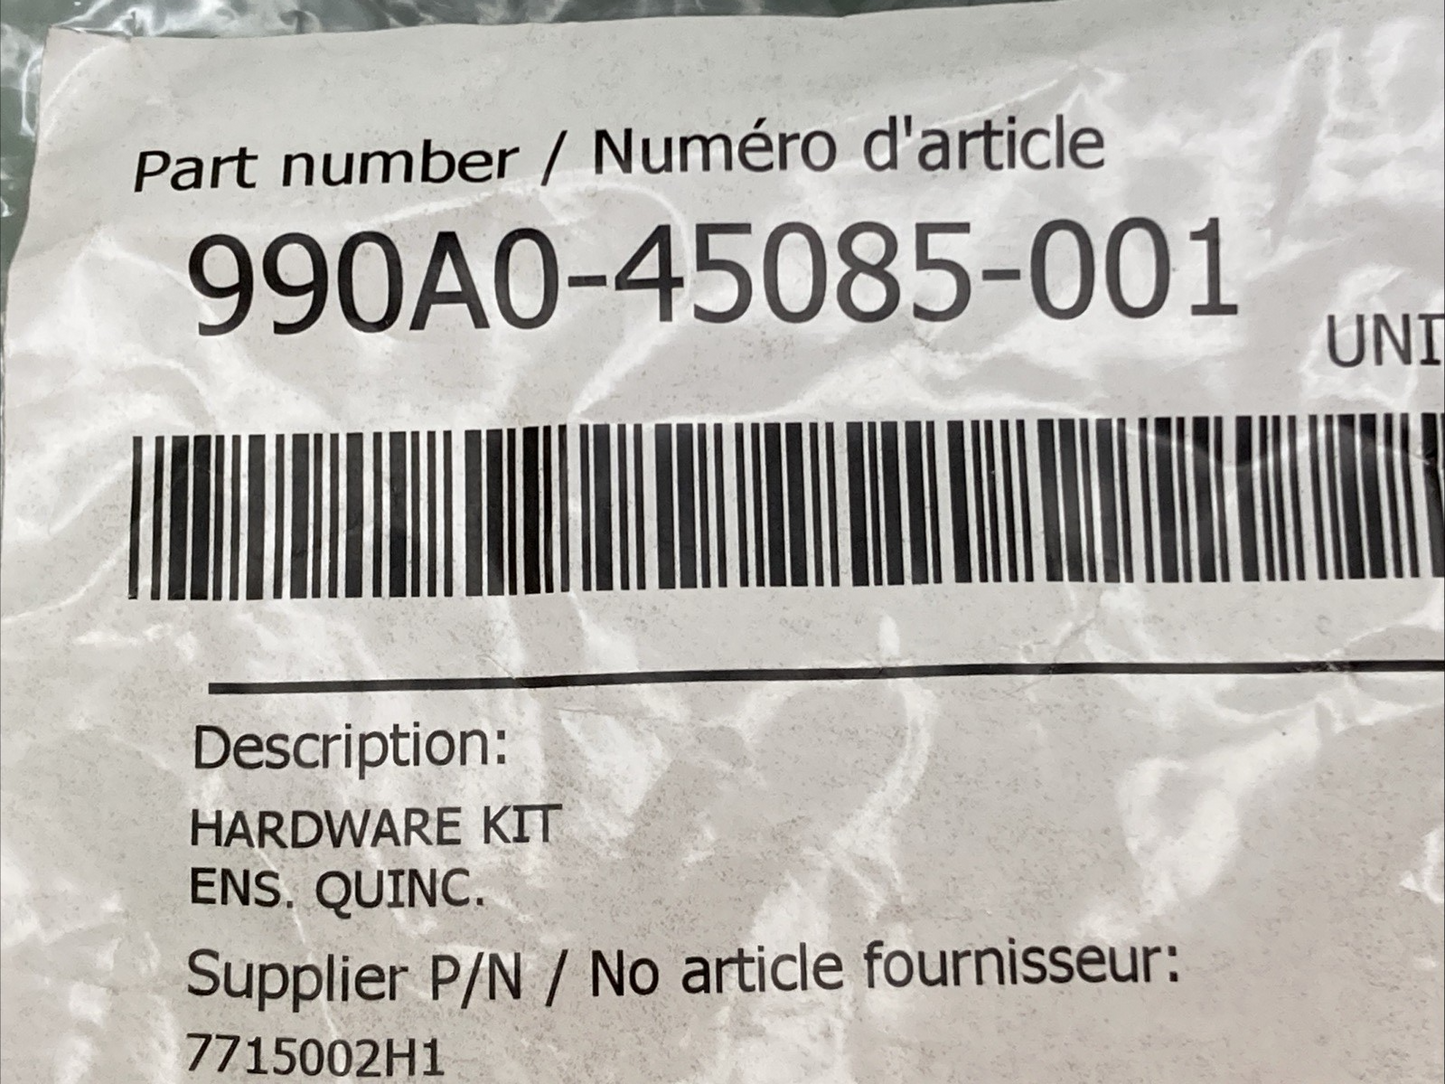 Part number / Numéro d'article
990A0-45085-001
UNI
Description:
HARDWARE KIT
ENS. QUINC.
Supplier P/N / No article fournisseur:
7715002H1